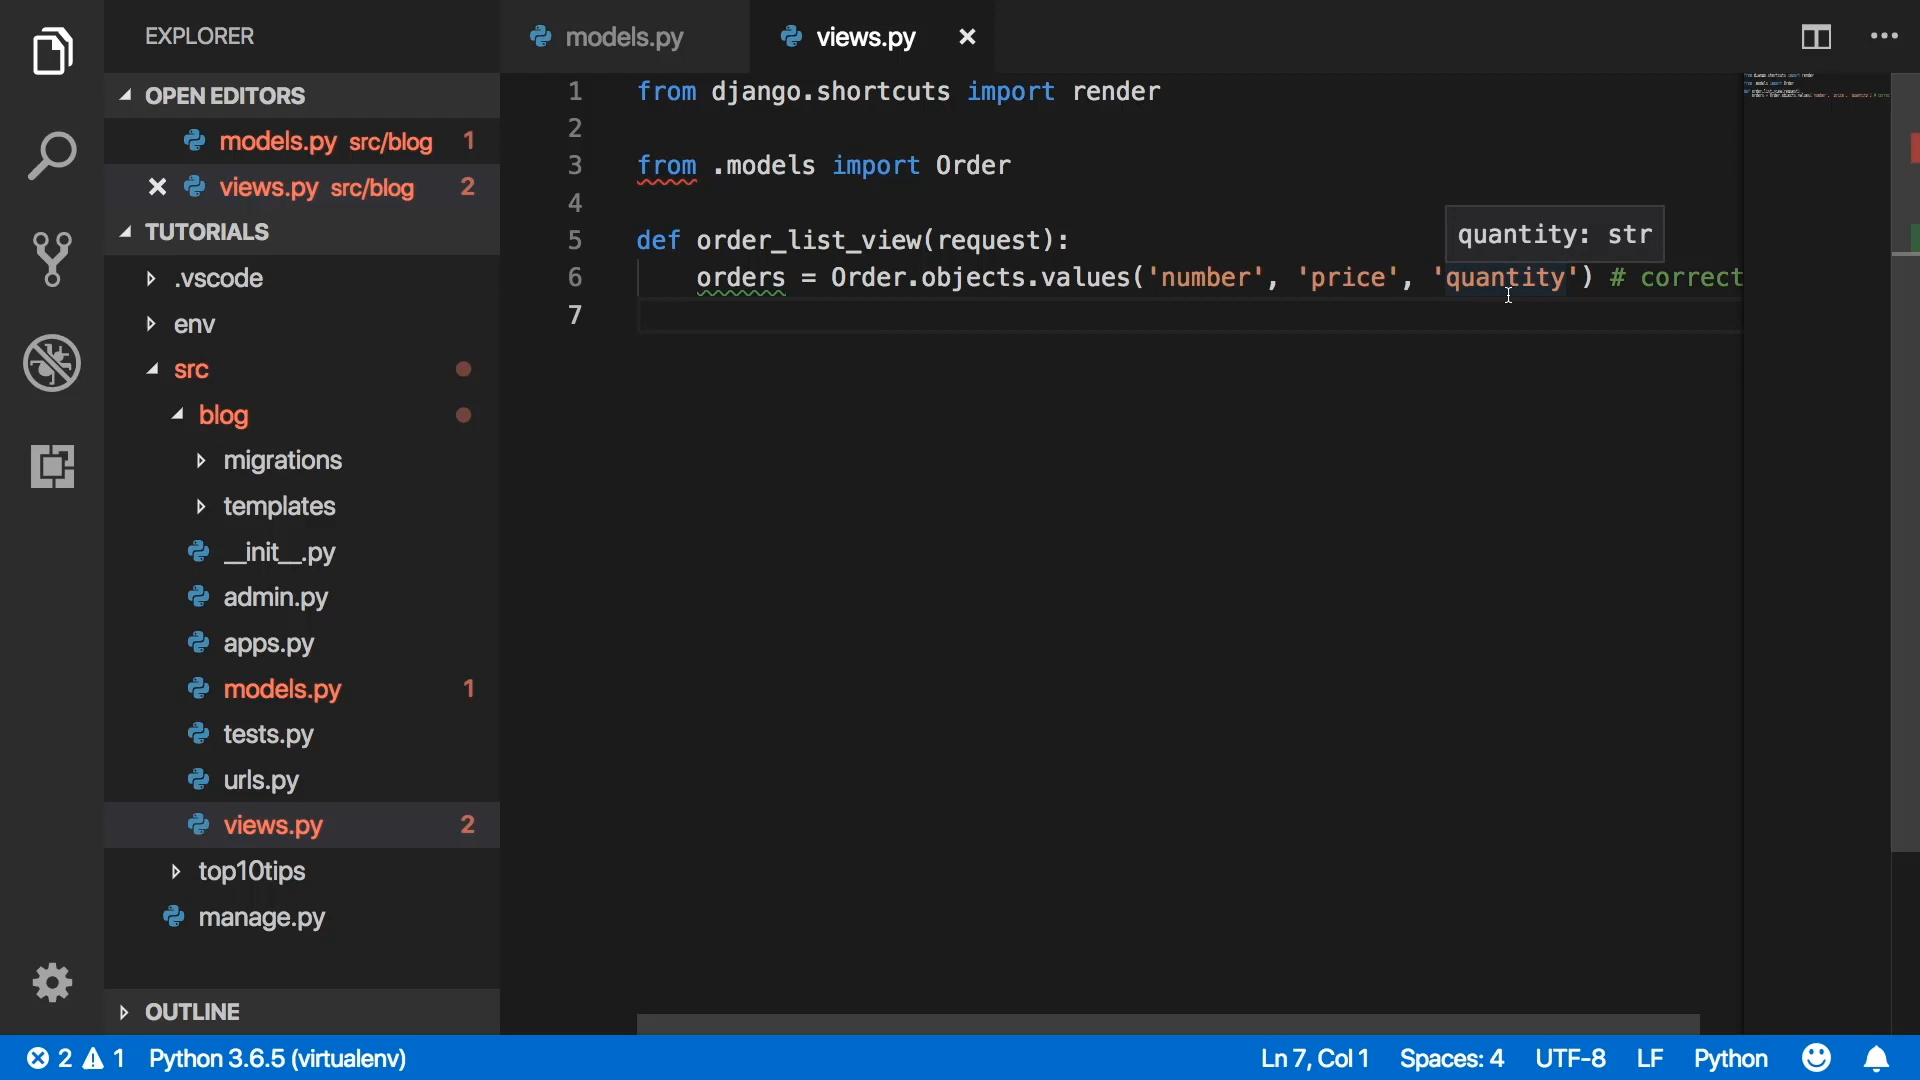 EXPLORER
OPEN EDITORS
models.py src/blog 1
views.py src/blog 2
TUTORIALS
.vscode
env
src
blog
migrations
templates
__init__.py
admin.py
apps.py
models.py 1
tests.py
urls.py
views.py 2
top10tips
manage.py
OUTLINE
models.py
views.py
1 from django.shortcuts import render
2
3 from .models import Order
4
quantity: str
5 def order_list_view(request):
6 orders = Order.objects.values('number', 'price', 'quantity') # correct
7
2 1 Python 3.6.5 (virtualenv) Ln 7, Col 1 Spaces: 4 UTF-8 LF Python